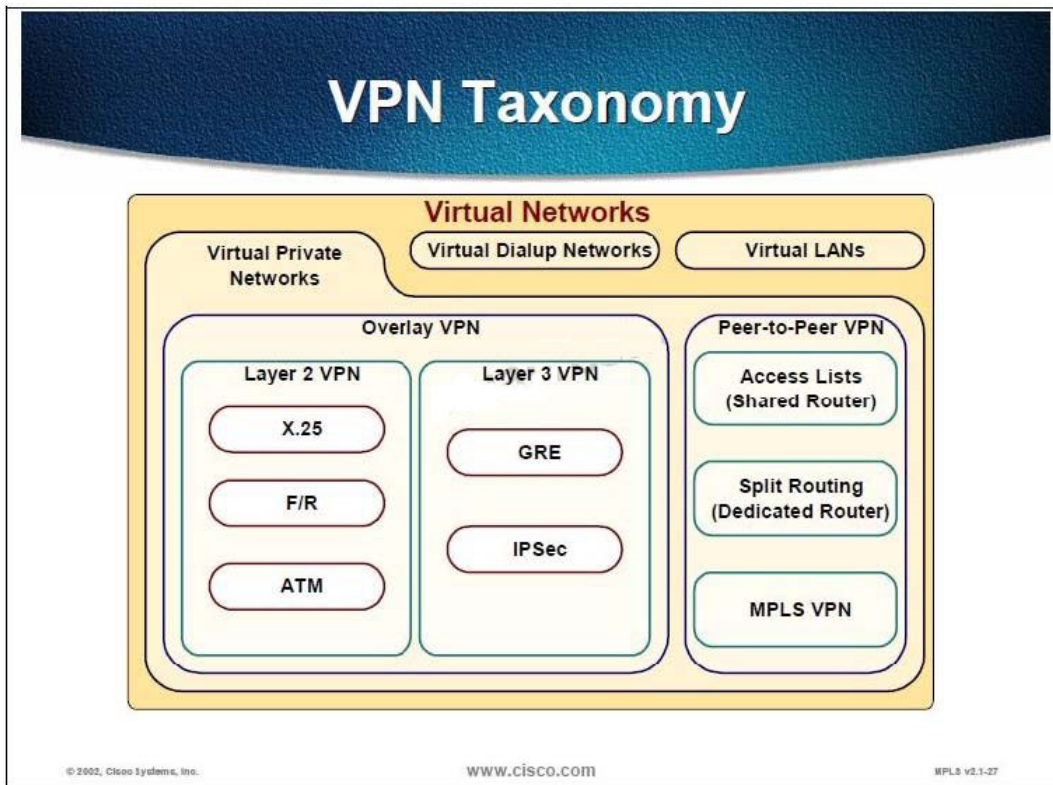 VPN Taxonomy
Virtual Networks
Virtual Private
Networks
Virtual Dialup Networks
Virtual LANs
Overlay VPN
Layer 2 VPN
X.25
F/R
ATM
Layer 3 VPN
GRE
IPSec
Peer-to-Peer VPN
Access Lists
(Shared Router)
Split Routing
(Dedicated Router)
MPLS VPN
© 2002, Cisco Systems, Inc.
www.cisco.com
MPLS v2.1-27